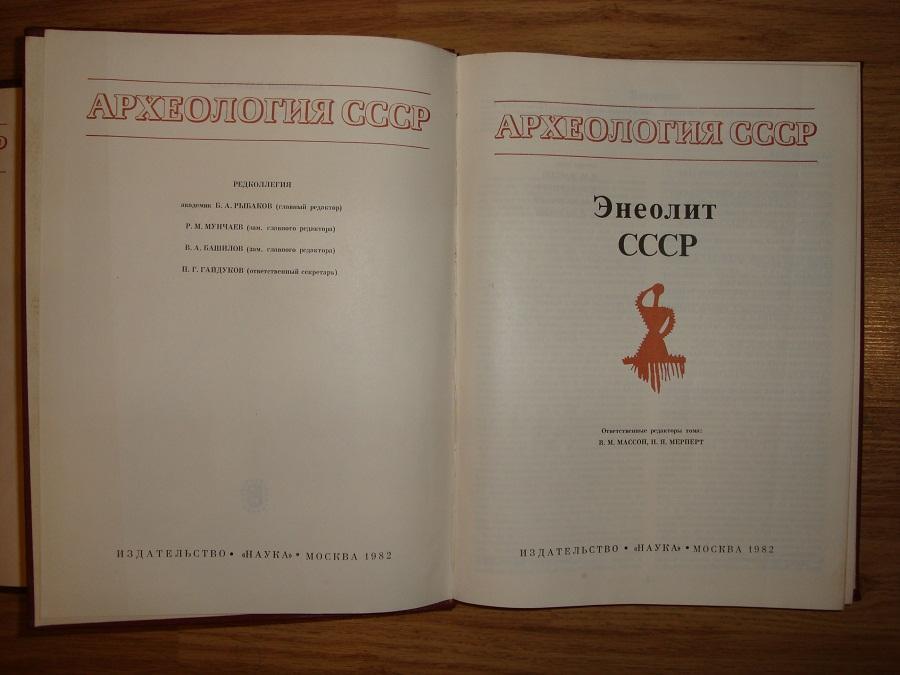 АРХЕОЛОГИЯ СССР
РЕДКОЛЛЕГИЯ
академик Б. А. РЫБАКОВ (главный редактор)
Р. М. МУНЧАЕВ (зам. главного редактора)
В. А. БАШИЛОВ (зам. главного редактора)
П. Г. ГАЙДУКОВ (ответственный секретарь)
ИЗДАТЕЛЬСТВО • «НАУКА» • МОСКВА 1982
АРХЕОЛОГИЯ СССР
Энеолит
СССР
Ответственные редакторы тома:
В. М. МАССОН, Н. Я. МЕРПЕРТ
ИЗДАТЕЛЬСТВО • «НАУКА» • МОСКВА 1982